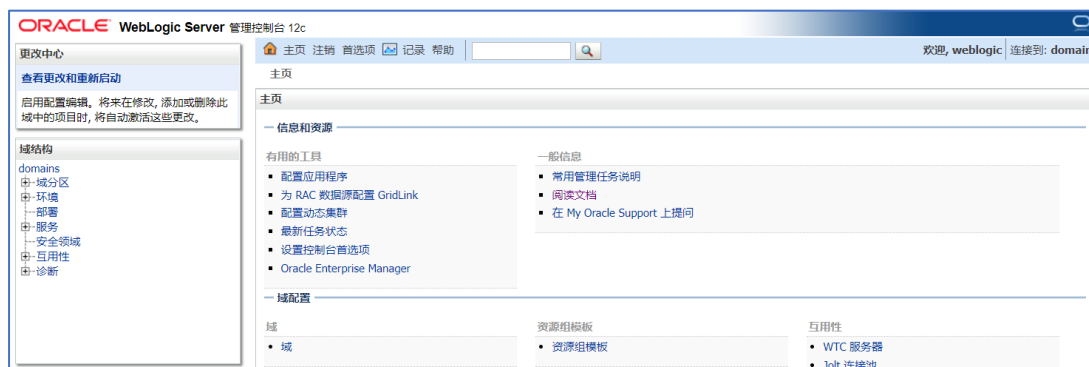 ORACLE WebLogic Server 管理控制台 12c
更改中心
查看更改和重新启动
启用配置编辑。将来在修改, 添加或删除此
域中的项目时, 将自动激活这些更改。
域结构
domains
域分区
环境
部署
服务
安全领域
互用性
诊断
主页 注销 首选项 记录 帮助
欢迎, weblogic 连接到: domain
主页
主页
信息和资源
有用的工具
配置应用程序
为 RAC 数据源配置 GridLink
配置动态集群
最新任务状态
设置控制台首选项
Oracle Enterprise Manager
一般信息
常用管理任务说明
阅读文档
在 My Oracle Support 上提问
域配置
域
域
资源组模板
资源组模板
互用性
WTC 服务器
Jolt 连接池